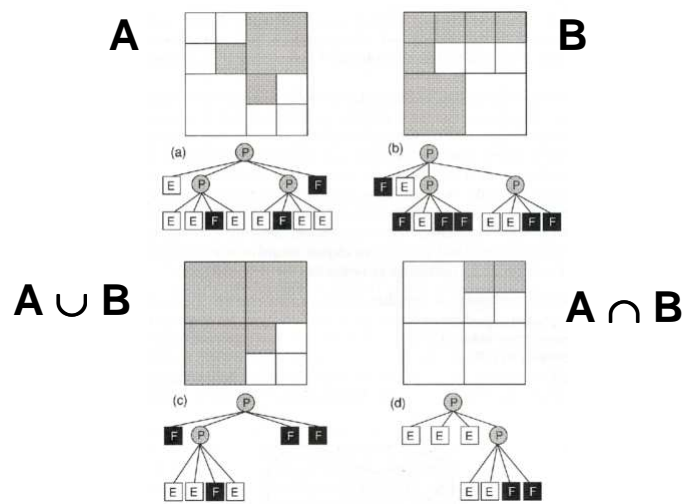 A
B
(a)
P
E P P F
E E F E E F E E
(b)
P
F E P P
F E F F E E F F
A ∪ B
A ∩ B
(c)
P
F P F F
E E F E
(d)
P
E E E P
E E F F